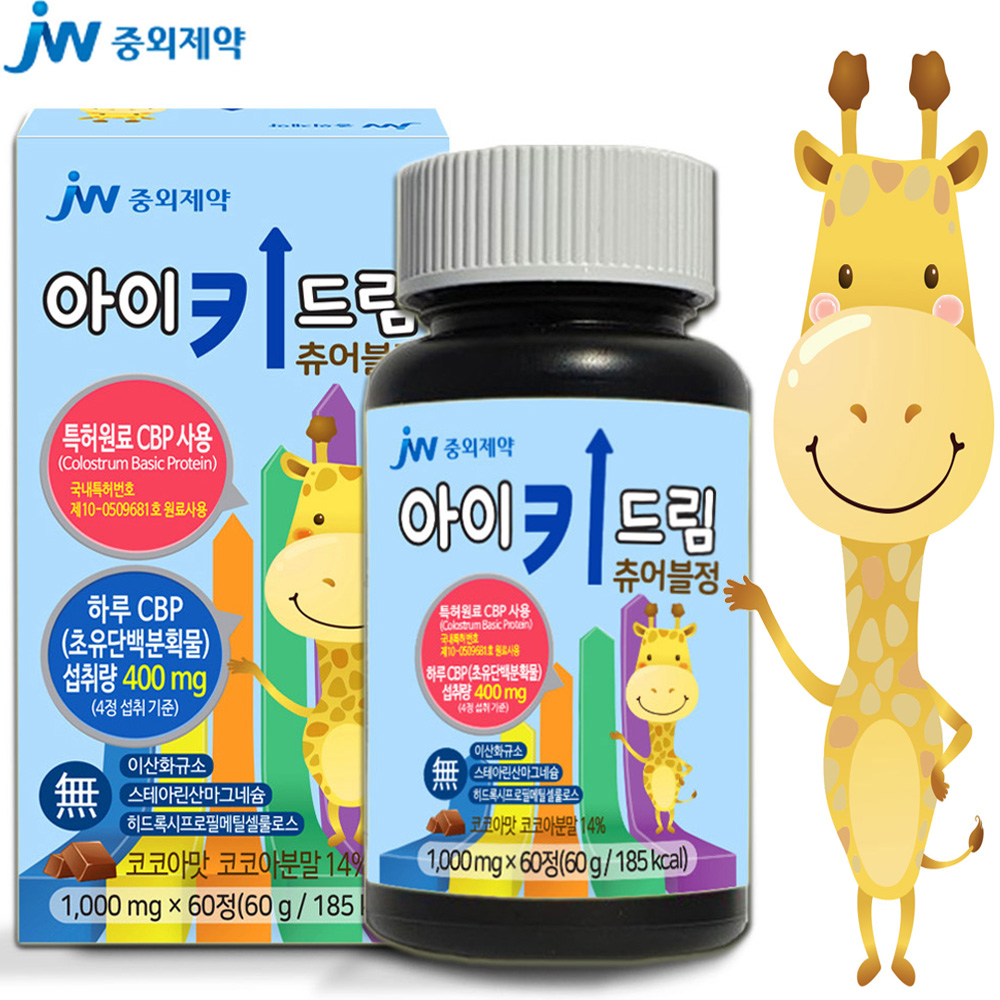 jw 중외제약
jw 중외제약
아이키드림
츄어블정
특허원료 CBP 사용
(Colostrum Basic Protein)
국내특허번호
제10-0509681호 원료사용
하루 CBP
(초유단백분획물)
섭취량 400 mg
(4정 섭취 기준)
無
이산화규소
스테아린산마그네슘
히드록시프로필메틸셀룰로스
코코아맛 코코아분말 14%
1,000 mg × 60정(60 g / 185
jw 중외제약
아이키드림
츄어블정
특허원료 CBP 사용
(Colostrum Basic Protein)
국내특허번호
제10-0509681호 원료사용
하루 CBP(초유단백분획물)
섭취량 400 mg
(4정 섭취 기준)
無
이산화규소
스테아린산마그네슘
히드록시프로필메틸셀룰로스
코코아맛 코코아분말 14%
1,000 mg × 60정(60 g / 185 kcal)